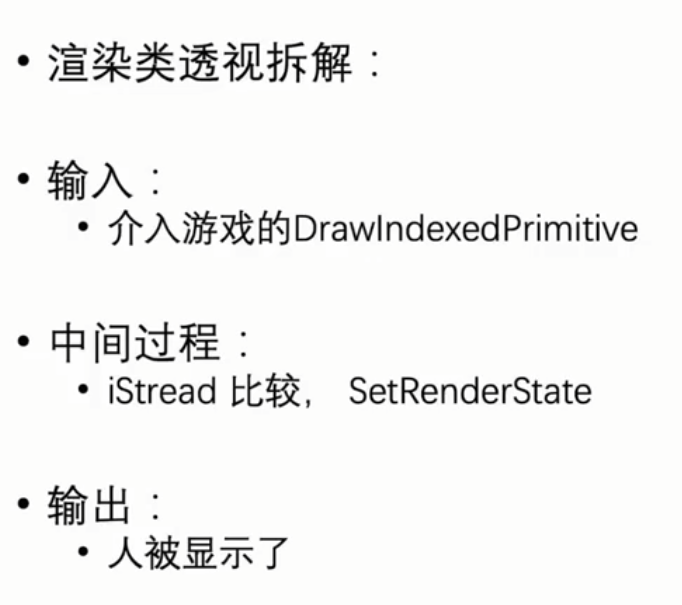 • 渲染类透视拆解：
• 输入：
• 介入游戏的DrawIndexedPrimitive
• 中间过程：
• iStread 比较， SetRenderState
• 输出：
• 人被显示了